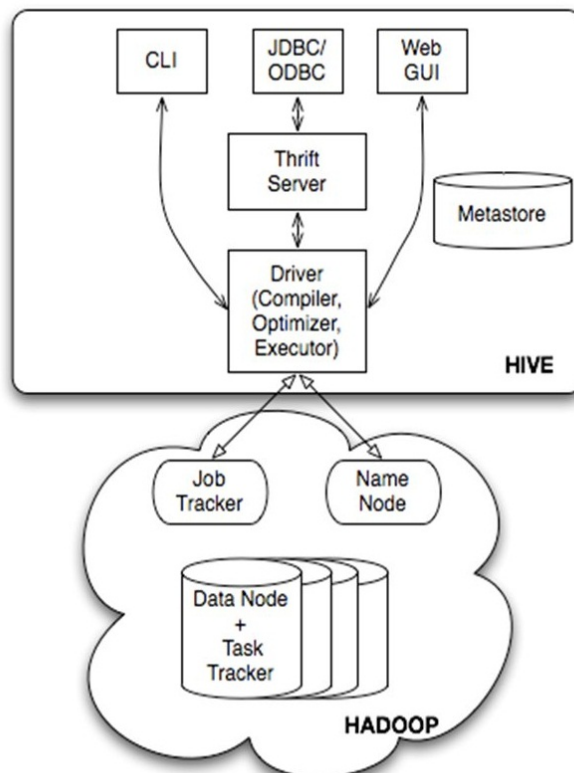 CLI
JDBC/
ODBC
Web
GUI
Thrift
Server
Metastore
Driver
(Compiler,
Optimizer,
Executor)
HIVE
Job
Tracker
Name
Node
Data Node
+
Task
Tracker
HADOOP